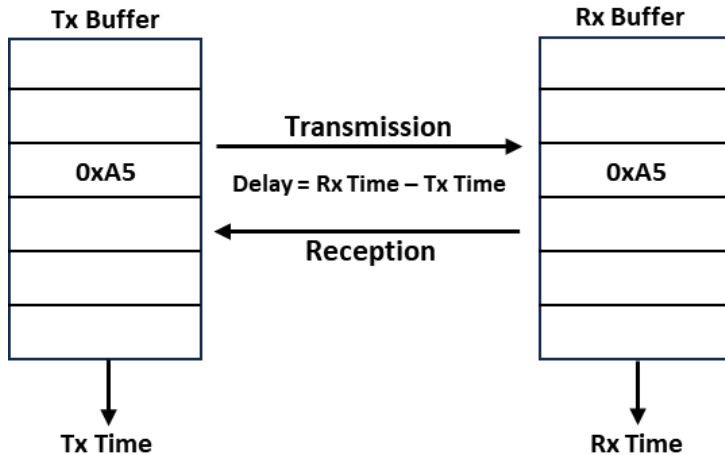 Tx Buffer
Rx Buffer
Transmission
0xA5
Delay = Rx Time – Tx Time
0xA5
Reception
Tx Time
Rx Time